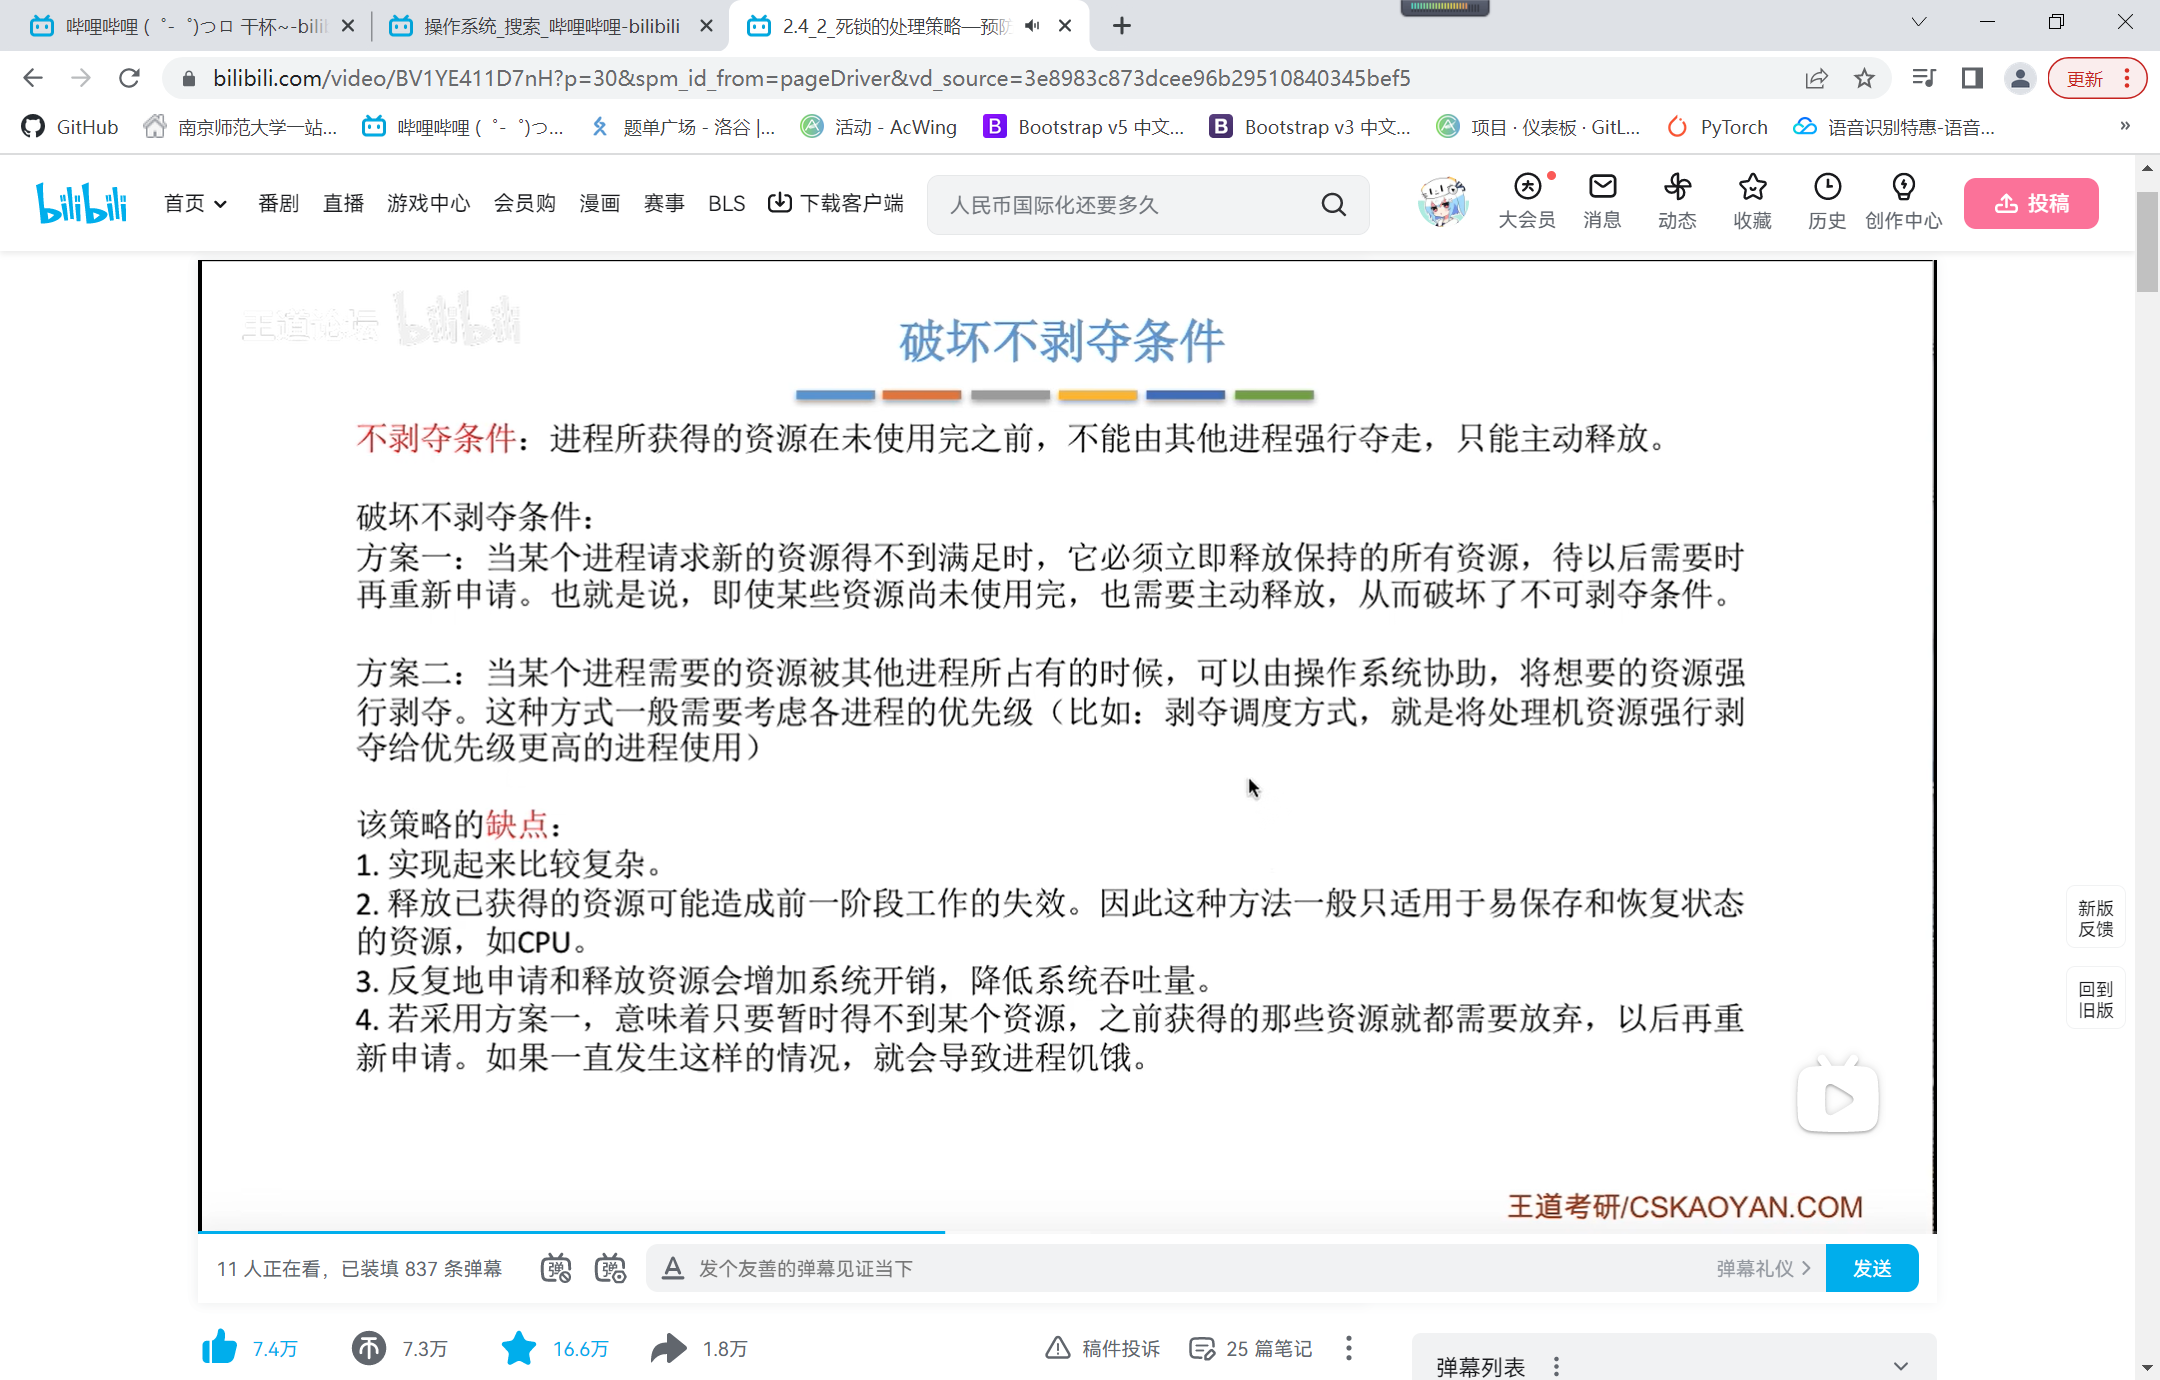 哔哩哔哩 (゜-゜)つロ 干杯~-bili
操作系统_搜索_哔哩哔哩-bilibili
2.4_2_死锁的处理策略—预防
bilibili.com/video/BV1YE411D7nH?p=30&spm_id_from=pageDriver&vd_source=3e8983c873dcee96b29510840345bef5
更新
GitHub
南京师范大学一站...
哔哩哔哩 (゜-゜)つ...
题单广场 - 洛谷 |...
活动 - AcWing
Bootstrap v5 中文...
Bootstrap v3 中文...
项目 · 仪表板 · GitL...
PyTorch
语音识别特惠-语音...
»
bilibili
首页
番剧
直播
游戏中心
会员购
漫画
赛事
BLS
下载客户端
人民币国际化还要多久
大会员
消息
动态
收藏
历史
创作中心
投稿
王道论坛 bilibili
破坏不剥夺条件
不剥夺条件：进程所获得的资源在未使用完之前，不能由其他进程强行夺走，只能主动释放。
破坏不剥夺条件：
方案一：当某个进程请求新的资源得不到满足时，它必须立即释放保持的所有资源，待以后需要时
再重新申请。也就是说，即使某些资源尚未使用完，也需要主动释放，从而破坏了不可剥夺条件。
方案二：当某个进程需要的资源被其他进程所占有的时候，可以由操作系统协助，将想要的资源强
行剥夺。这种方式一般需要考虑各进程的优先级（比如：剥夺调度方式，就是将处理机资源强行剥
夺给优先级更高的进程使用）
该策略的缺点：
1. 实现起来比较复杂。
2. 释放已获得的资源可能造成前一阶段工作的失效。因此这种方法一般只适用于易保存和恢复状态
的资源，如CPU。
3. 反复地申请和释放资源会增加系统开销，降低系统吞吐量。
4. 若采用方案一，意味着只要暂时得不到某个资源，之前获得的那些资源就都需要放弃，以后再重
新申请。如果一直发生这样的情况，就会导致进程饥饿。
王道考研/CSKAOYAN.COM
新版
反馈
回到
旧版
11 人正在看，已装填 837 条弹幕
发个友善的弹幕见证当下
弹幕礼仪
发送
7.4万
7.3万
16.6万
1.8万
稿件投诉
25 篇笔记
弹幕列表